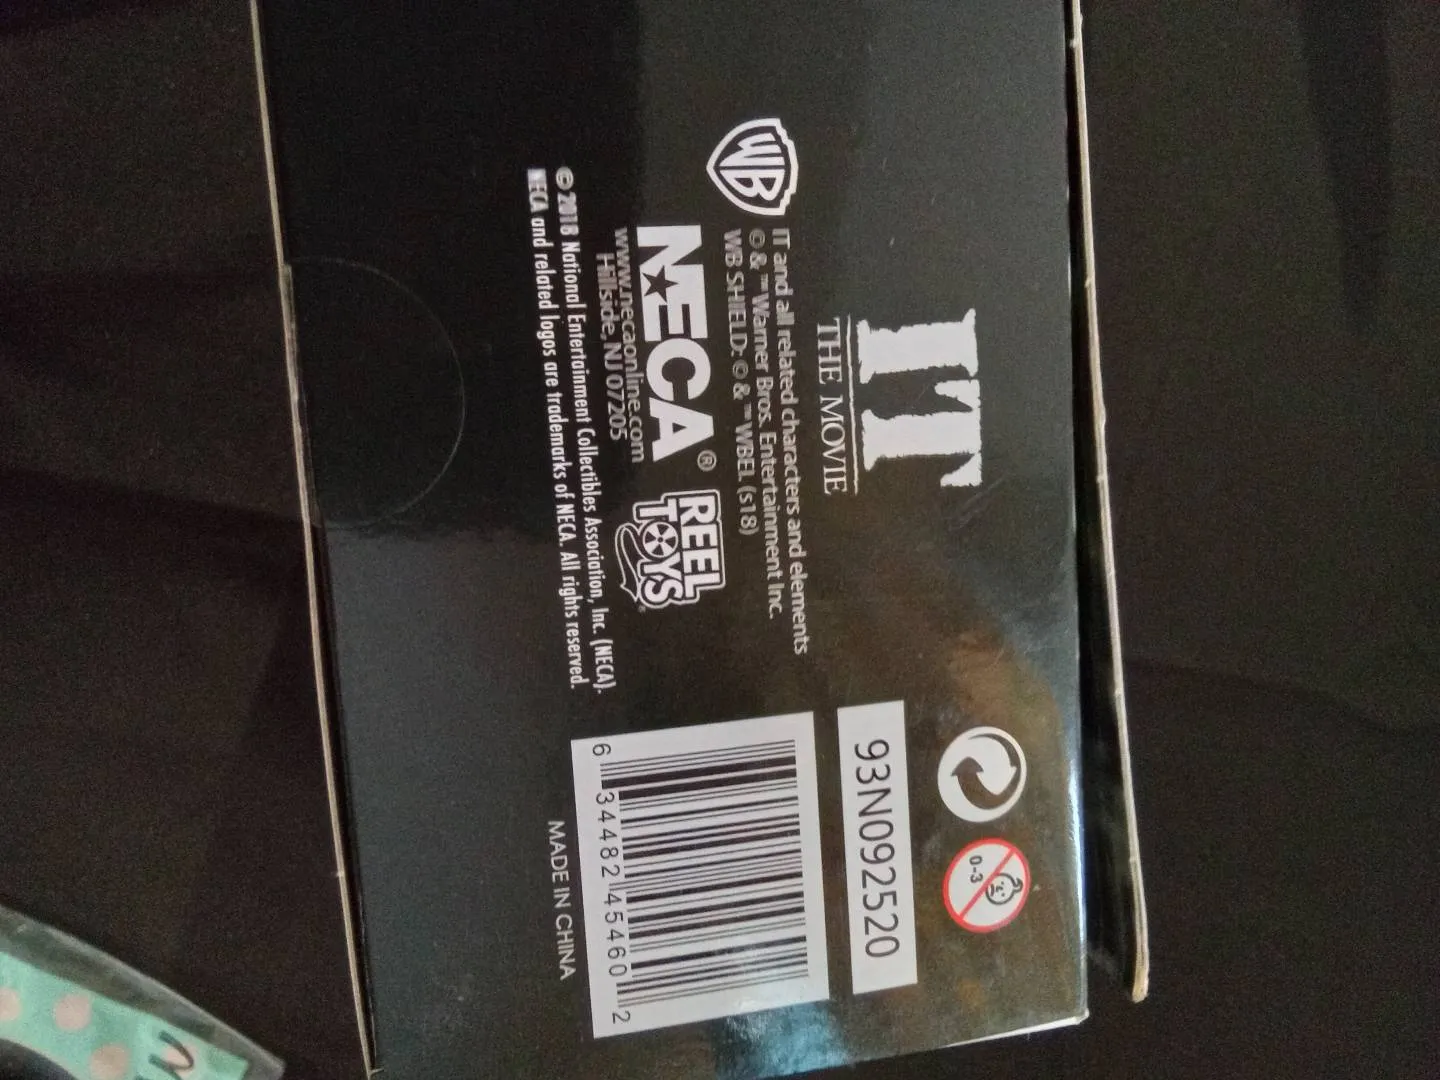 IT
THE MOVIE
WB
IT and all related characters and elements
© & ™ Warner Bros. Entertainment Inc.
WB SHIELD: © & ™ WBEI. (s18)
NECA®
REEL
TOYS
www.necaonline.com
Hillside, NJ 07205
© 2018 National Entertainment Collectibles Association, Inc. (NECA).
NECA and related logos are trademarks of NECA. All rights reserved.
0-3
93N092520
6 34482 45460 2
MADE IN CHINA